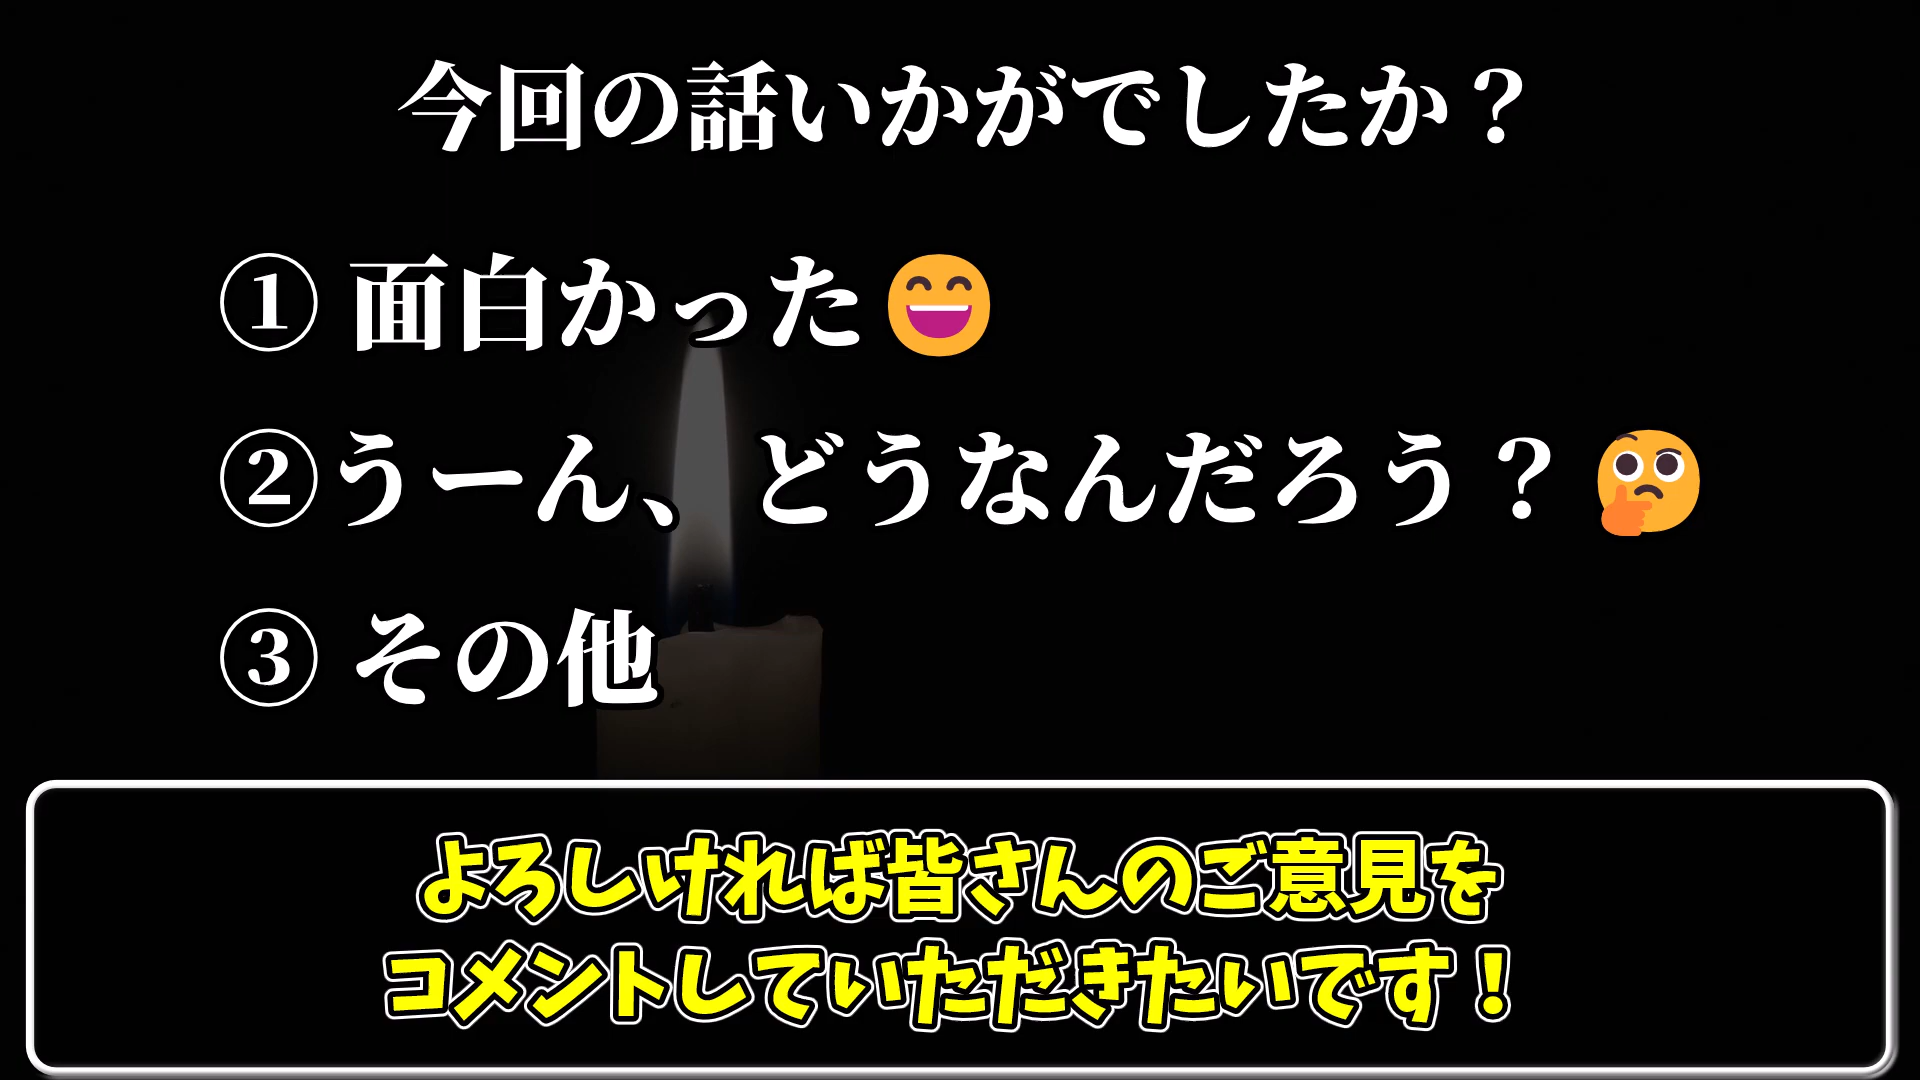 今回の話いかがでしたか？
① 面白かった😄
②うーん、どうなんだろう？🤔
③ その他
よろしければ皆さんのご意見を
コメントしていただきたいです！